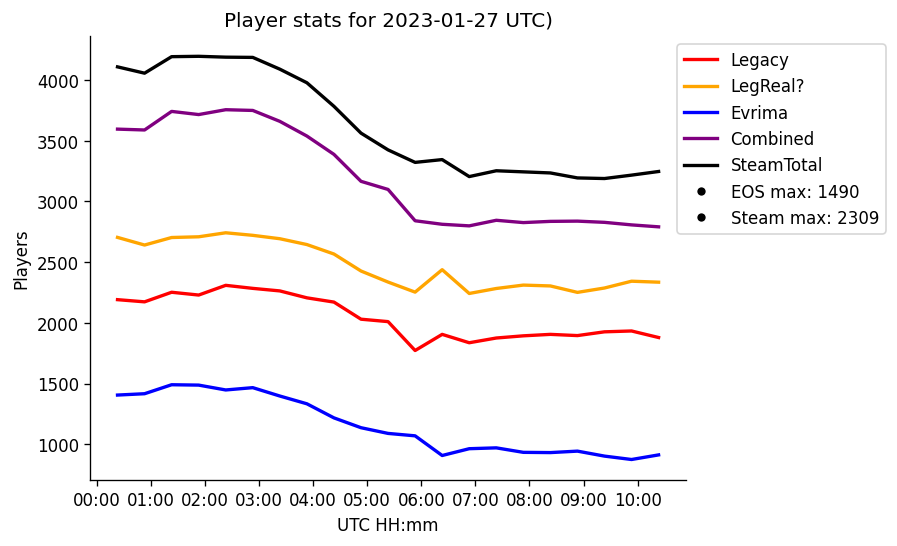 Player stats for 2023-01-27 UTC)
Legacy
LegReal?
Evrima
Combined
SteamTotal
EOS max: 1490
Steam max: 2309
Players
4000
3500
3000
2500
2000
1500
1000
00:00 01:00 02:00 03:00 04:00 05:00 06:00 07:00 08:00 09:00 10:00
UTC HH:mm